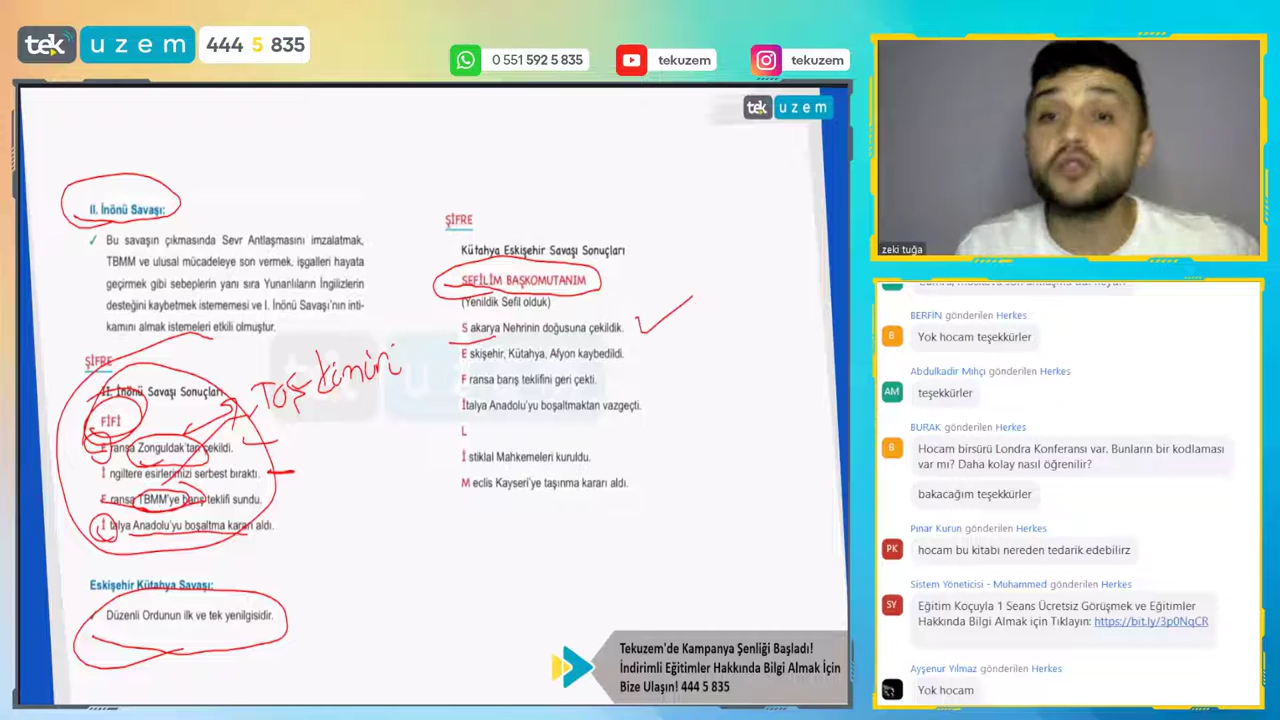 tek
uzem
444 5 835
0 551 592 5 835
tekuzem
tekuzem
tek uzem
II. İnönü Savaşı:
✓ Bu savaşın çıkmasında Sevr Antlaşmasını imzalatmak,
TBMM ve ulusal mücadeleye son vermek, işgalleri hayata
geçirmek gibi sebeplerin yanı sıra Yunanlıların İngilizlerin
desteğini kaybetmek istememesi ve I. İnönü Savaşı'nın inti-
kamını almak istemeleri etkili olmuştur.
ŞİFRE
II. İnönü Savaşı Sonuçları
FİFİ
Fransa Zonguldak'tan çekildi.
İngiltere esirlerimizi serbest bıraktı.
Fransa TBMM'ye barış teklifi sundu.
İtalya Anadolu'yu boşaltma kararı aldı.
Eskişehir Kütahya Savaşı:
✓ Düzenli Ordunun ilk ve tek yenilgisidir.
ŞİFRE
Kütahya Eskişehir Savaşı Sonuçları
SEFİLİM BAŞKOMUTANIM
(Yenildik Sefil olduk)
S akarya Nehrinin doğusuna çekildik.
E skişehir, Kütahya, Afyon kaybedildi.
F ransa barış teklifini geri çekti.
İtalya Anadolu'yu boşaltmaktan vazgeçti.
L
İ stiklal Mahkemeleri kuruldu.
M eclis Kayseri'ye taşınma kararı aldı.
Tekuzem'de Kampanya Şenliği Başladı!
İndirimli Eğitimler Hakkında Bilgi Almak İçin
Bize Ulaşın! 444 5 835
zeki tuğa
BERFİN gönderilen Herkes
B
Yok hocam teşekkürler
Abdulkadir Mıhçı gönderilen Herkes
AM
teşekkürler
BURAK gönderilen Herkes
B
Hocam birsürü Londra Konferansı var. Bunların bir kodlaması
var mı? Daha kolay nasıl öğrenilir?
bakacağım teşekkürler
Pınar Kurun gönderilen Herkes
PK
hocam bu kitabı nereden tedarik edebilirz
Sistem Yöneticisi - Muhammed gönderilen Herkes
SY
Eğitim Koçuyla 1 Seans Ücretsiz Görüşmek ve Eğitimler
Hakkında Bilgi Almak için Tıklayın: https://bit.ly/3p0NqCR
Ayşenur Yılmaz gönderilen Herkes
Yok hocam